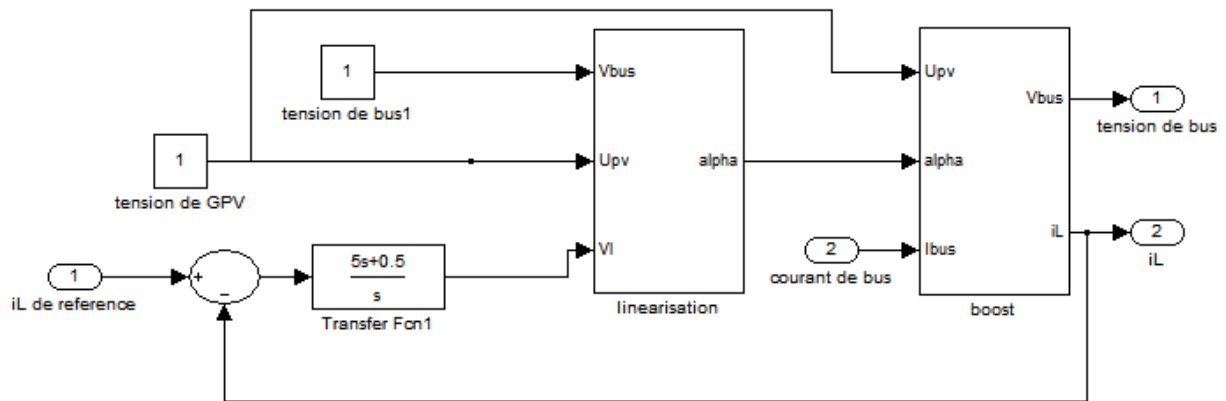 1
tension de bus1
1
tension de GPV
1
iL de reference
+
−
5s+0.5
s
Transfer Fcn1
Vbus
Upv
VI
alpha
linearisation
2
courant de bus
Upv
alpha
Ibus
Vbus
iL
boost
1
tension de bus
2
iL